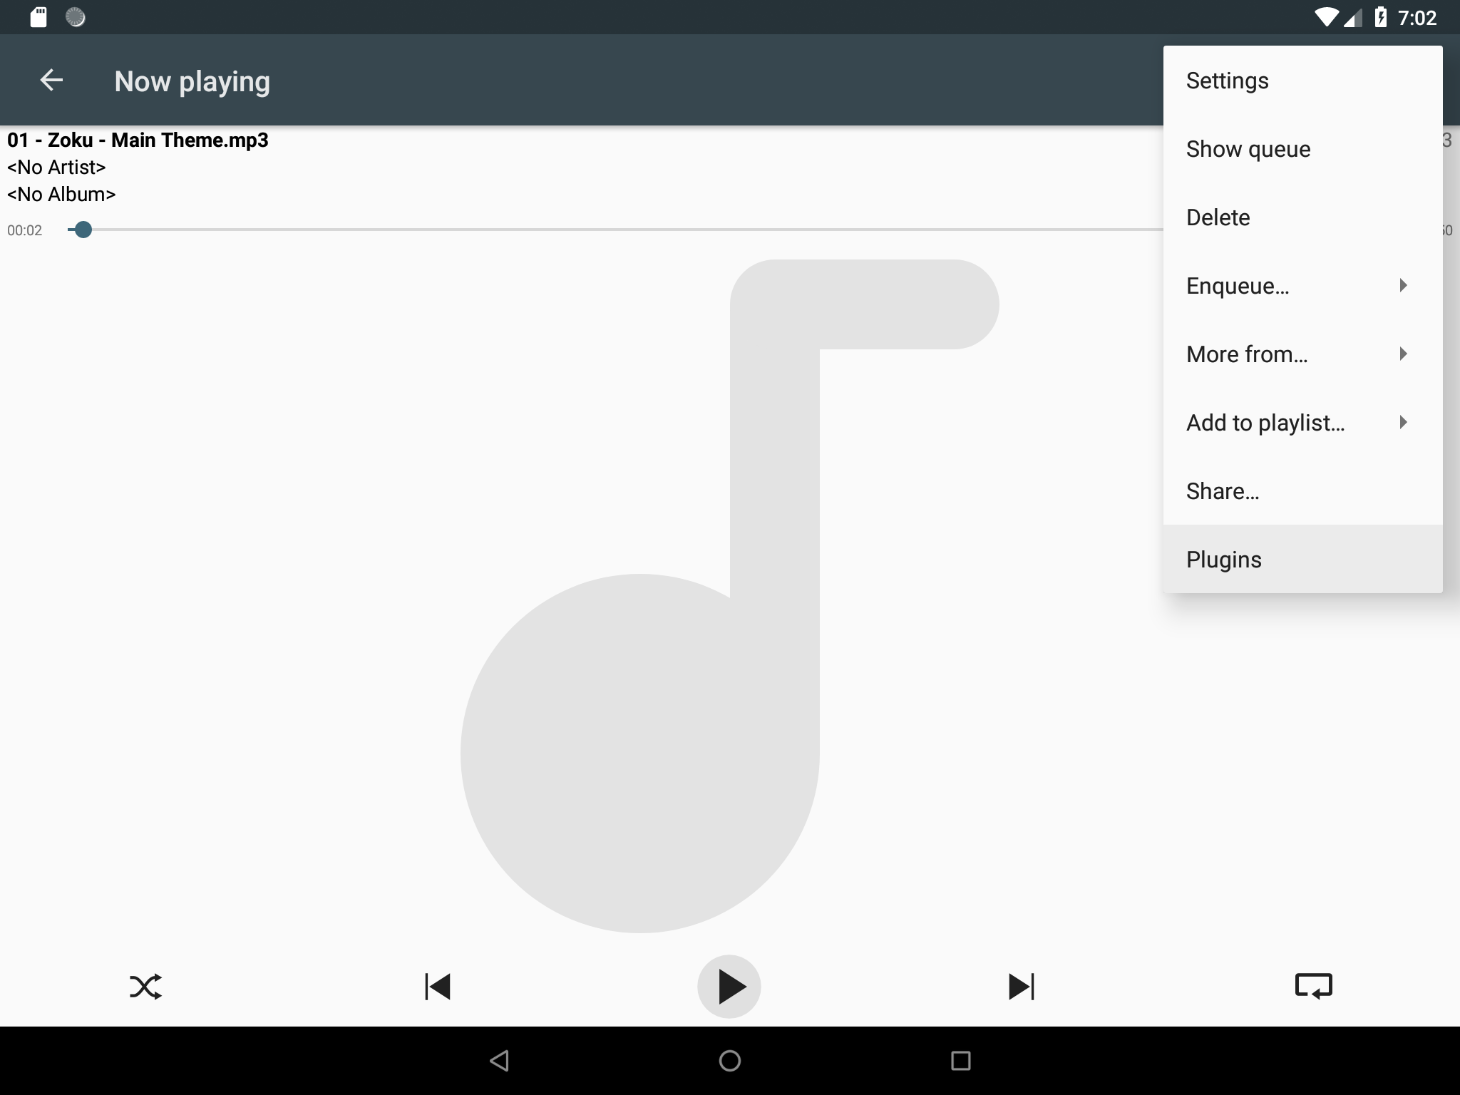 7:02
Now playing
01 - Zoku - Main Theme.mp3
<No Artist>
<No Album>
00:02
Settings
Show queue
Delete
Enqueue...
More from...
Add to playlist...
Share...
Plugins